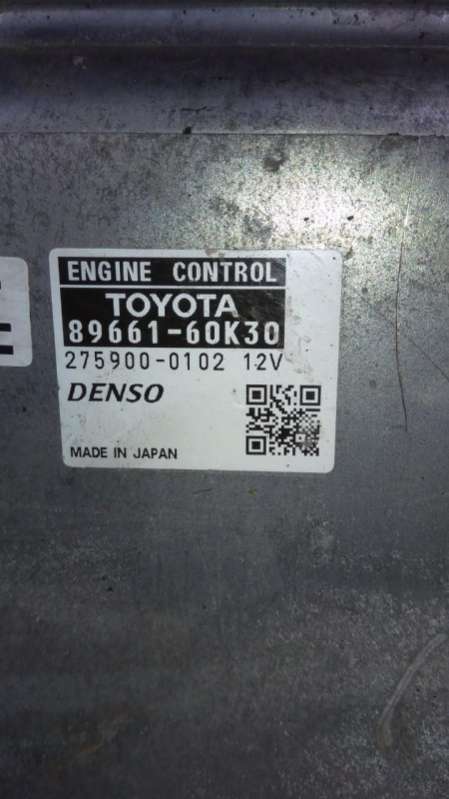 ENGINE CONTROL
TOYOTA
89661-60K30
275900-0102 12V
DENSO
MADE IN JAPAN